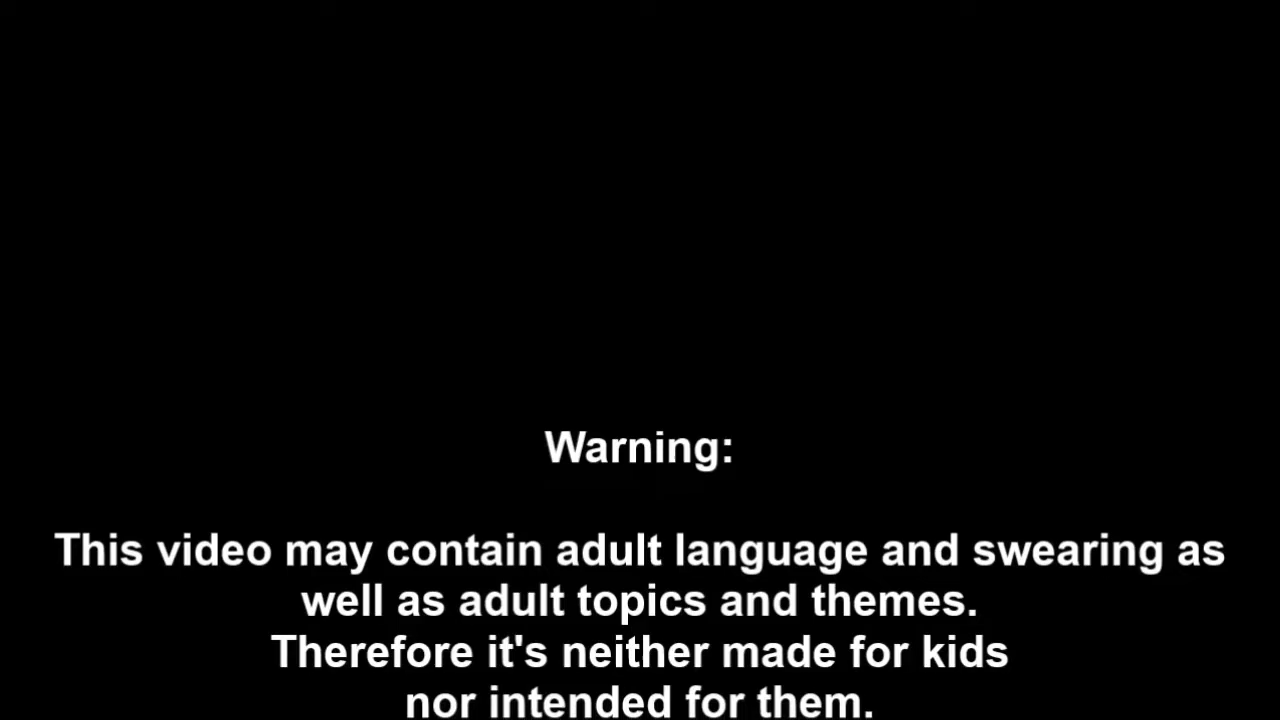 Warning:
This video may contain adult language and swearing as
well as adult topics and themes.
Therefore it's neither made for kids
nor intended for them.